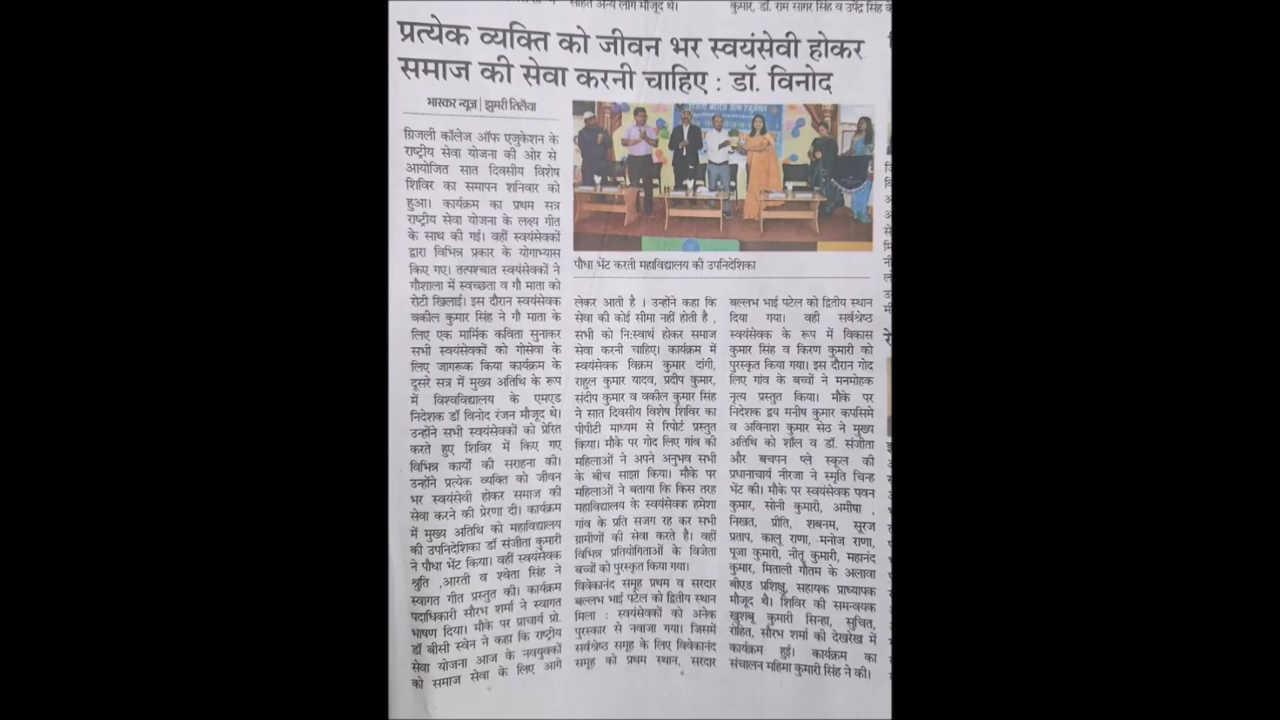 सहित अन्य लोग मौजूद थे।
कुमार, डॉ. राम सागर सिंह व उपेंद्र सिंह के
प्रत्येक व्यक्ति को जीवन भर स्वयंसेवी होकर
समाज की सेवा करनी चाहिए : डॉ. विनोद
भास्कर न्यूज | झुमरी तिलैया
ग्रिजली कॉलेज ऑफ एजुकेशन के
राष्ट्रीय सेवा योजना की ओर से
आयोजित सात दिवसीय विशेष
शिविर का समापन शनिवार को
हुआ। कार्यक्रम का प्रथम सत्र
राष्ट्रीय सेवा योजना के लक्ष्य गीत
के साथ की गई। वहीं स्वयंसेवकों
द्वारा विभिन्न प्रकार के योगाभ्यास
किए गए। तत्पश्चात स्वयंसेवकों ने
गौशाला में स्वच्छता व गौ माता को
रोटी खिलाई। इस दौरान स्वयंसेवक
वकील कुमार सिंह ने गौ माता के
लिए एक मार्मिक कविता सुनाकर
सभी स्वयंसेवकों को गोसेवा के
लिए जागरूक किया कार्यक्रम के
दूसरे सत्र में मुख्य अतिथि के रूप
में विश्वविद्यालय के एमएड
निदेशक डॉ विनोद रंजन मौजूद थे।
उन्होंने सभी स्वयंसेवकों को प्रेरित
करते हुए शिविर में किए गए
विभिन्न कार्यों की सराहना की।
उन्होंने प्रत्येक व्यक्ति को जीवन
भर स्वयंसेवी होकर समाज की
सेवा करने की प्रेरणा दी। कार्यक्रम
में मुख्य अतिथि को महाविद्यालय
की उपनिदेशिका डॉ संजीता कुमारी
ने पौधा भेंट किया। वहीं स्वयंसेवक
श्रुति ,आरती व श्वेता सिंह ने
स्वागत गीत प्रस्तुत की। कार्यक्रम
पदाधिकारी सौरभ शर्मा ने स्वागत
भाषण दिया। मौके पर प्राचार्य प्रो.
डॉ बीसी स्वेन ने कहा कि राष्ट्रीय
सेवा योजना आज के नवयुवकों
को समाज सेवा के लिए आगे
पौधा भेंट करती महाविद्यालय की उपनिदेशिका
लेकर आती है । उन्होंने कहा कि
सेवा की कोई सीमा नहीं होती है ,
सभी को नि:स्वार्थ होकर समाज
सेवा करनी चाहिए। कार्यक्रम में
स्वयंसेवक विक्रम कुमार दांगी,
राहुल कुमार यादव, प्रदीप कुमार,
संदीप कुमार व वकील कुमार सिंह
ने सात दिवसीय विशेष शिविर का
पीपीटी माध्यम से रिपोर्ट प्रस्तुत
किया। मौके पर गोद लिए गांव की
महिलाओं ने अपने अनुभव सभी
के बीच साझा किया। मौके पर
महिलाओं ने बताया कि किस तरह
महाविद्यालय के स्वयंसेवक हमेशा
गांव के प्रति सजग रह कर सभी
ग्रामीणों की सेवा करते है। वहीं
विभिन्न प्रतियोगिताओं के विजेता
बच्चों को पुरस्कृत किया गया।
विवेकानंद समूह प्रथम व सरदार
बल्लभ भाई पटेल को द्वितीय स्थान
मिला : स्वयंसेवकों को अनेक
पुरस्कार से नवाजा गया। जिसमें
सर्वश्रेष्ठ समूह के लिए विवेकानंद
समूह को प्रथम स्थान, सरदार
बल्लभ भाई पटेल को द्वितीय स्थान
दिया गया। वही सर्वश्रेष्ठ
स्वयंसेवक के रूप में विकास
कुमार सिंह व किरण कुमारी को
पुरस्कृत किया गया। इस दौरान गोद
लिए गांव के बच्चों ने मनमोहक
नृत्य प्रस्तुत किया। मौके पर
निदेशक द्वय मनीष कुमार कपसिमे
व अविनाश कुमार सेठ ने मुख्य
अतिथि को शॉल व डॉ. संजीता
और बचपन प्ले स्कूल की
प्रधानाचार्य नीरजा ने स्मृति चिन्ह
भेंट की। मौके पर स्वयंसेवक पवन
कुमार, सोनी कुमारी, अमीषा ,
निखत, प्रीति, शबनम, सूरज
प्रताप, कालू राणा, मनोज राणा,
पूजा कुमारी, नीतू कुमारी, महानंद
कुमार, मिताली गौतम के अलावा
बीएड प्रशिक्षु, सहायक प्राध्यापक
मौजूद थे। शिविर की समन्वयक
खुशबू कुमारी सिन्हा, सुचित,
रोहित, सौरभ शर्मा की देखरेख में
कार्यक्रम हुई। कार्यक्रम का
संचालन महिमा कुमारी सिंह ने की।